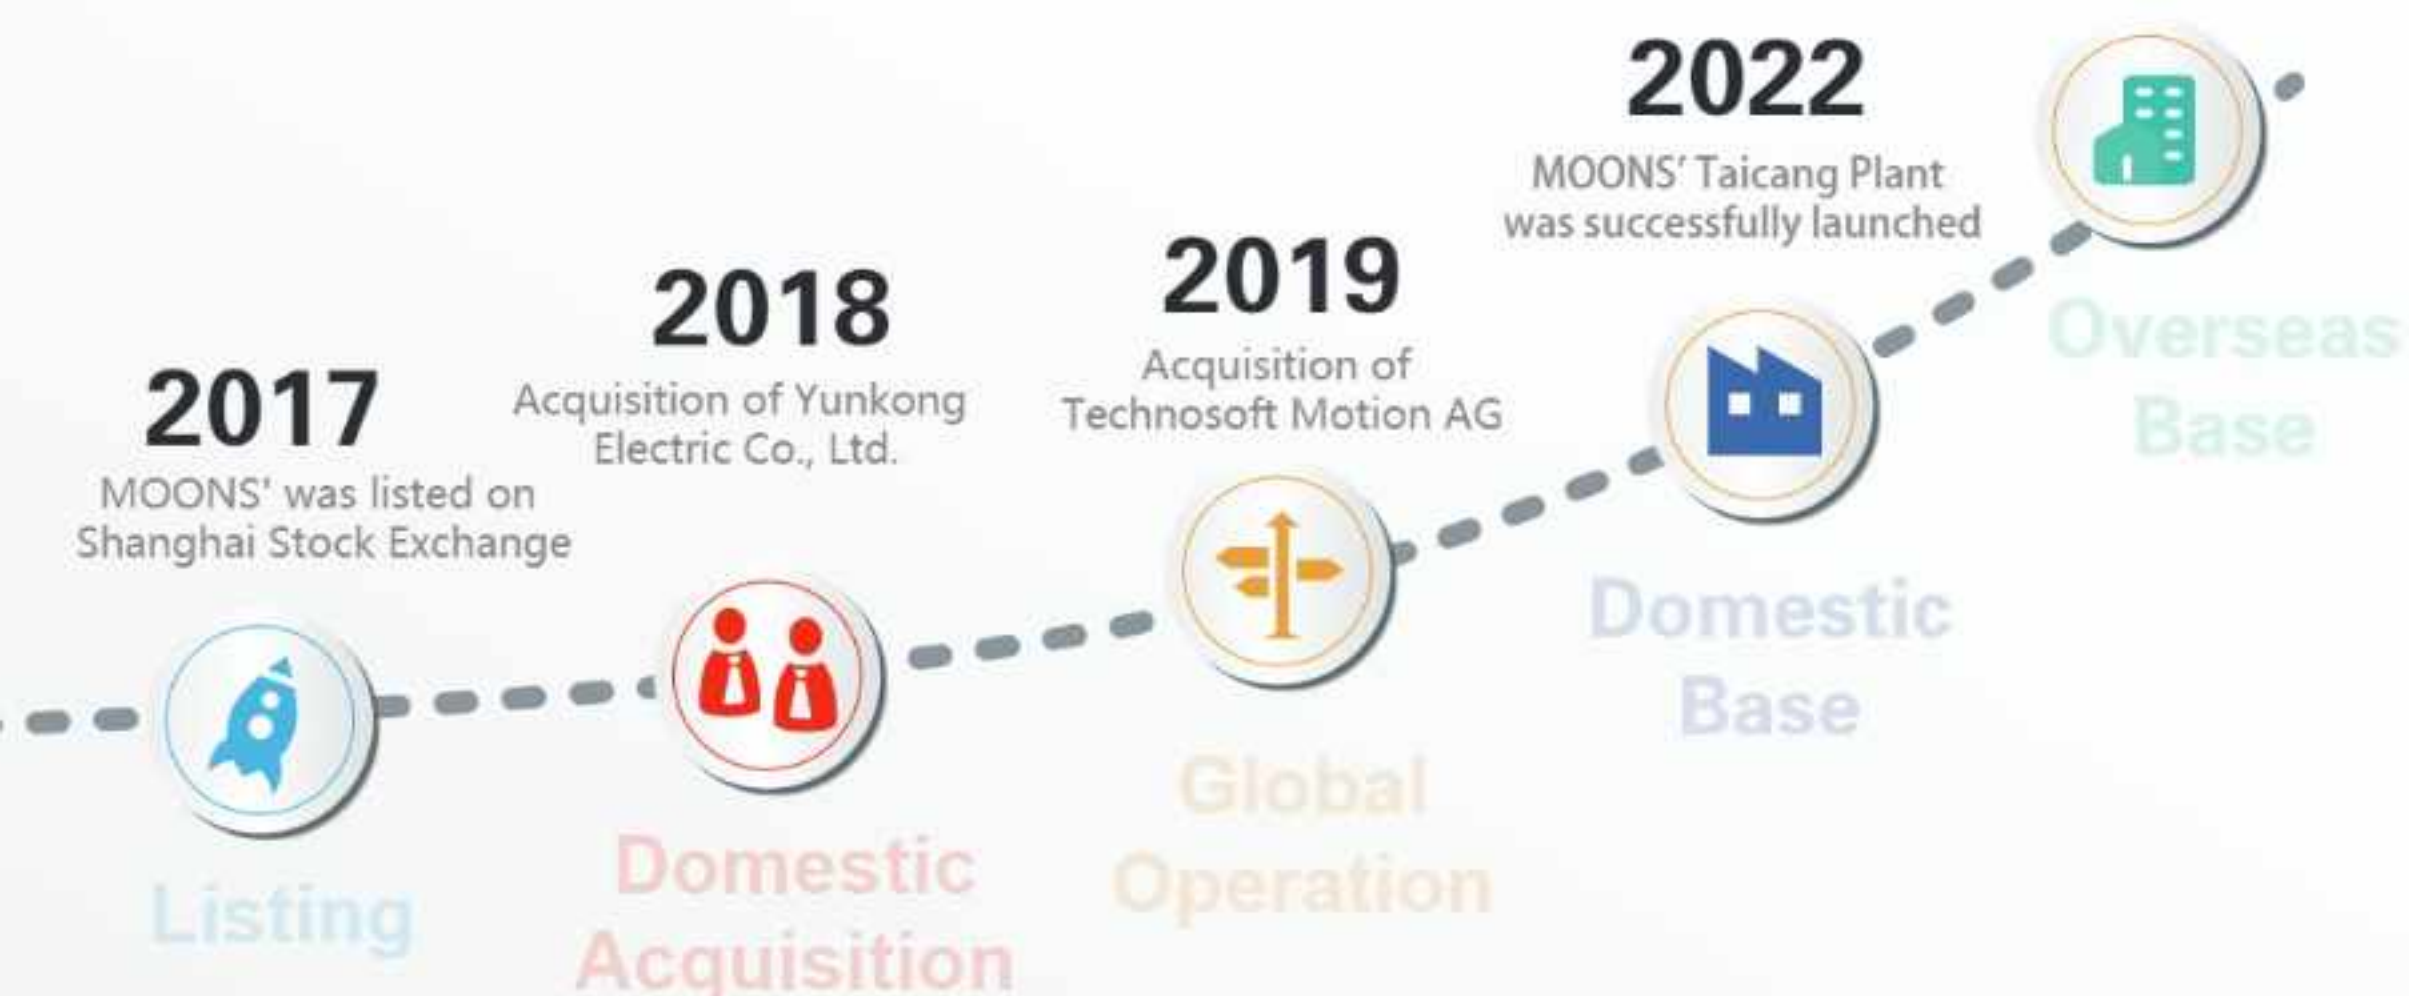 2017
MOONS' was listed on
Shanghai Stock Exchange
Listing
2018
Acquisition of Yunkong
Electric Co., Ltd.
Domestic
Acquisition
2019
Acquisition of
Technosoft Motion AG
Global
Operation
2022
MOONS’ Taicang Plant
was successfully launched
Domestic
Base
Overseas
Base